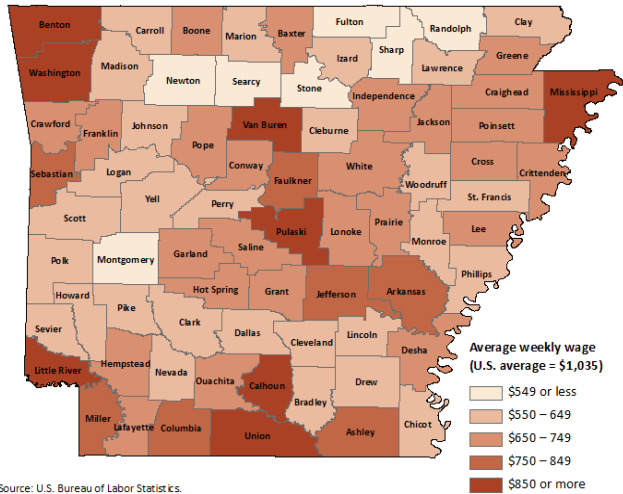 Benton
Carroll
Boone
Marion
Baxter
Fulton
Randolph
Clay
Sharp
Izard
Greene
Washington
Madison
Newton
Searcy
Stone
Lawrence
Independence
Craighead
Mississippi
Crawford
Franklin
Johnson
Pope
Van Buren
Cleburne
Jackson
Poinsett
Sebastian
Logan
Conway
Faulkner
White
Woodruff
Cross
Crittenden
Scott
Yell
Perry
Pulaski
Lonoke
Prairie
St. Francis
Monroe
Lee
Polk
Montgomery
Garland
Saline
Phillips
Howard
Pike
Hot Spring
Grant
Jefferson
Arkansas
Sevier
Clark
Dallas
Cleveland
Lincoln
Desha
Little River
Hempstead
Nevada
Ouachita
Calhoun
Bradley
Drew
Miller
Lafayette
Columbia
Union
Ashley
Chicot
Average weekly wage
(U.S. average = $1,035)
$549 or less
$550 – 649
$650 – 749
$750 – 849
$850 or more
Source: U.S. Bureau of Labor Statistics.